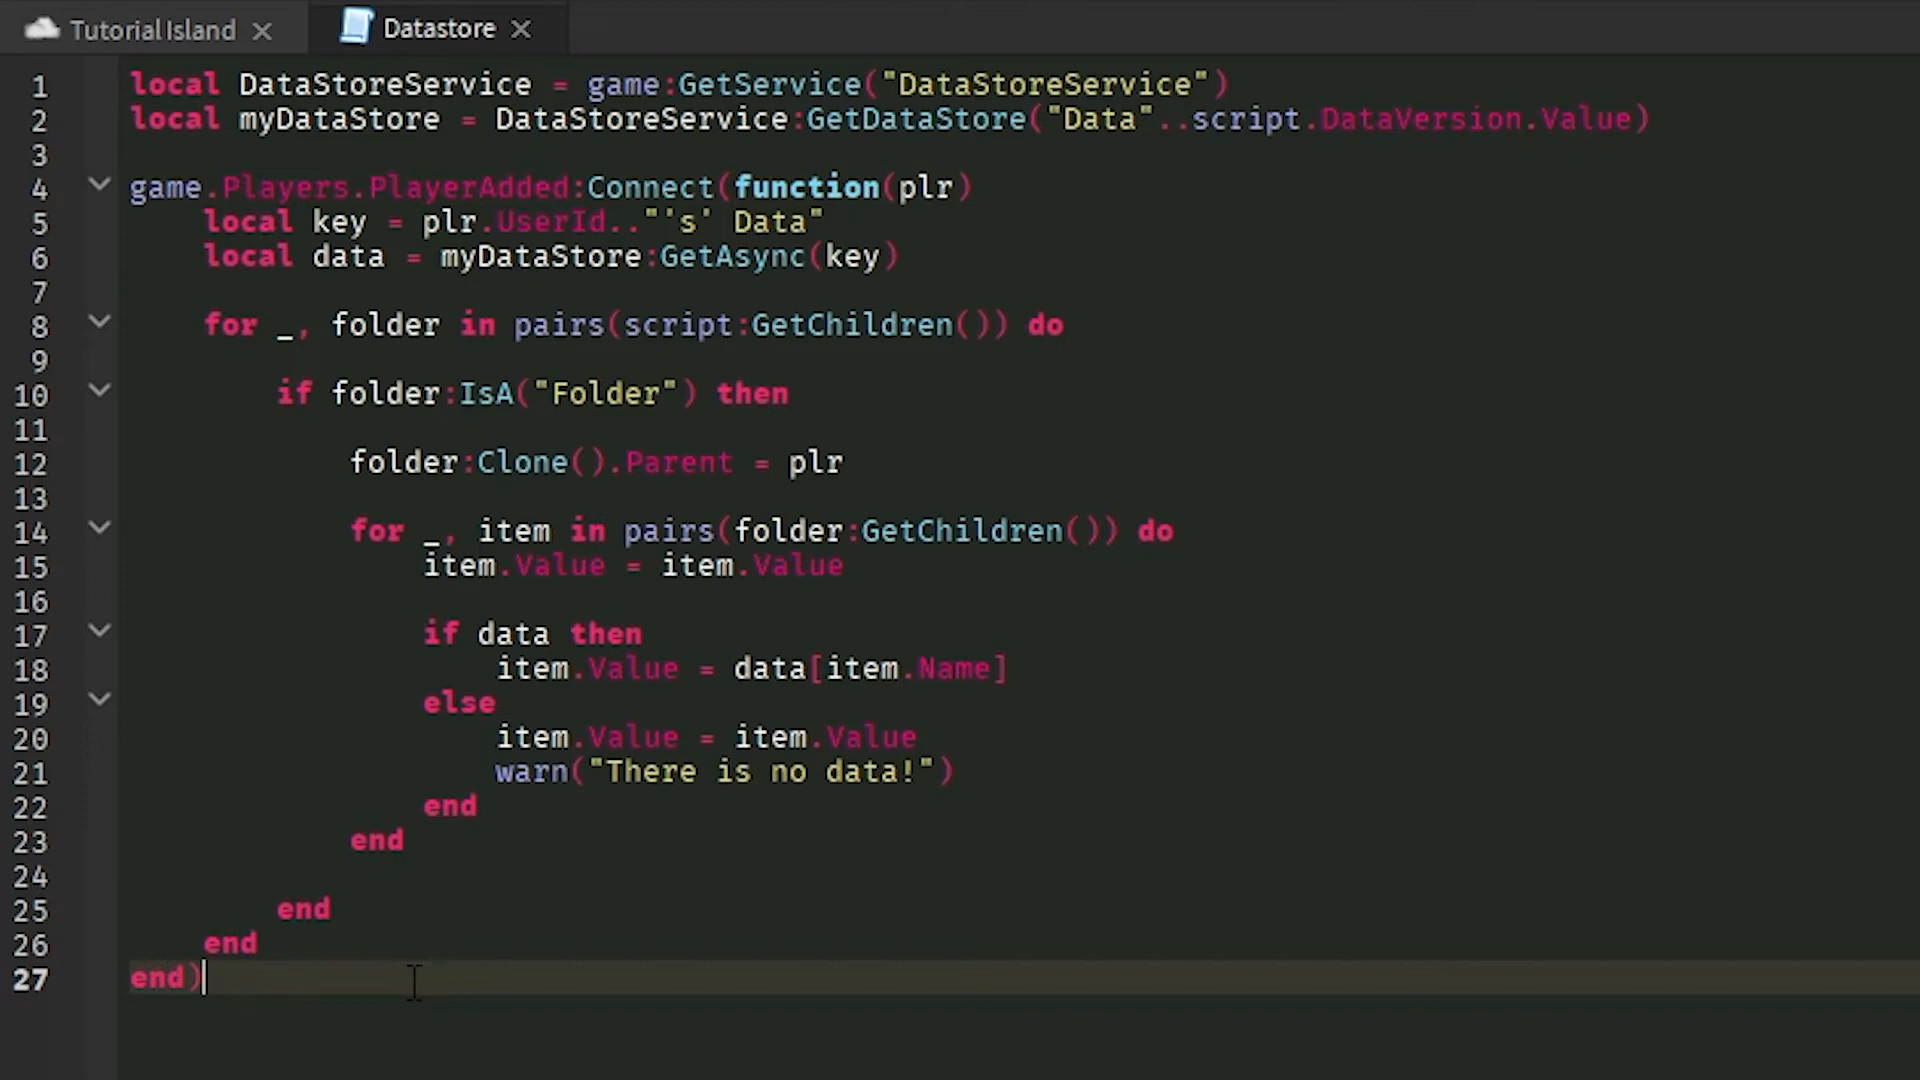 Tutorial Island
Datastore
1 local DataStoreService = game:GetService("DataStoreService")
2 local myDataStore = DataStoreService:GetDataStore("Data"..script.DataVersion.Value)
3
4 game.Players.PlayerAdded:Connect(function(plr)
5 local key = plr.UserId.."'s' Data"
6 local data = myDataStore:GetAsync(key)
7
8 for _, folder in pairs(script:GetChildren()) do
9
10 if folder:IsA("Folder") then
11
12 folder:Clone().Parent = plr
13
14 for _, item in pairs(folder:GetChildren()) do
15 item.Value = item.Value
16
17 if data then
18 item.Value = data[item.Name]
19 else
20 item.Value = item.Value
21 warn("There is no data!")
22 end
23 end
24
25 end
26 end
27 end)